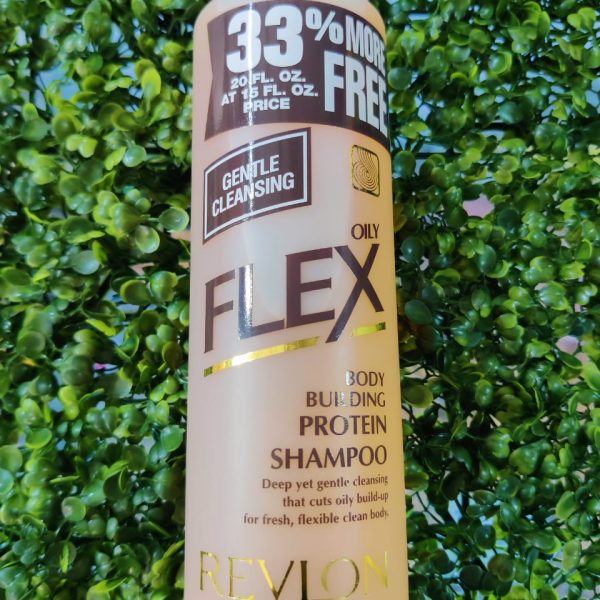 33% MORE
FREE
20 FL. OZ.
AT 15 FL. OZ.
PRICE
GENTLE
CLEANSING
OILY
FLEX
BODY
BUILDING
PROTEIN
SHAMPOO
Deep yet gentle cleansing
that cuts oily build-up
for fresh, flexible clean body.
REVLON